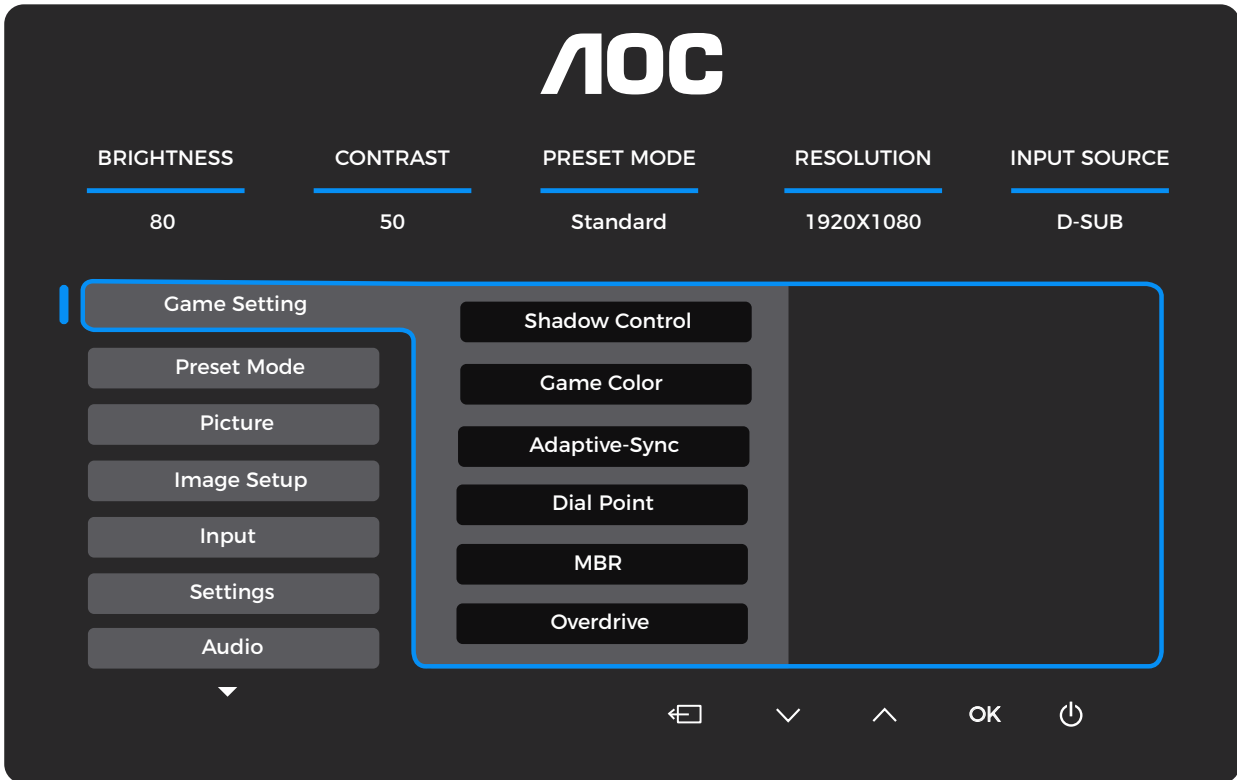 AOC
BRIGHTNESS CONTRAST PRESET MODE RESOLUTION INPUT SOURCE
80 50 Standard 1920X1080 D-SUB
Game Setting
Shadow Control
Preset Mode
Game Color
Picture
Adaptive-Sync
Image Setup
Dial Point
Input
MBR
Settings
Overdrive
Audio
OK